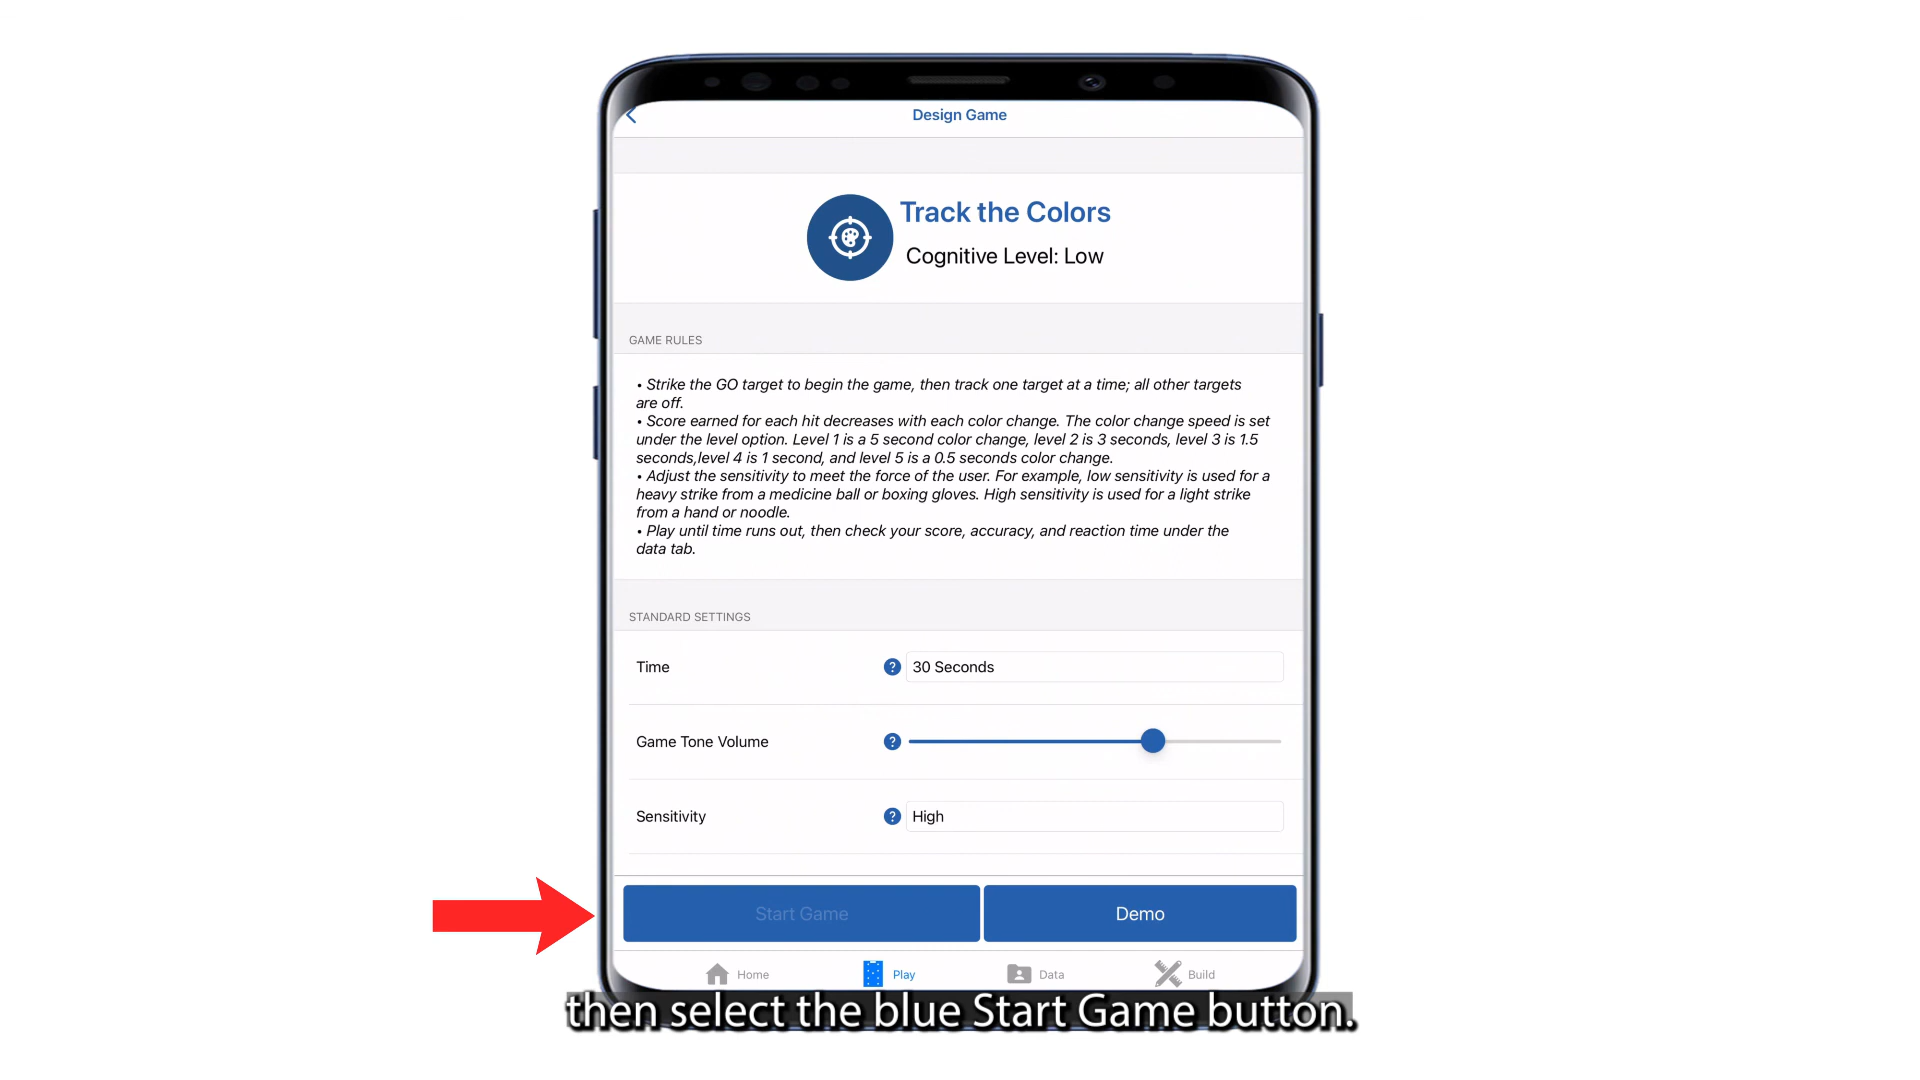 Design Game
Track the Colors
Cognitive Level: Low
GAME RULES
• Strike the GO target to begin the game, then track one target at a time; all other targets
are off.
• Score earned for each hit decreases with each color change. The color change speed is set
under the level option. Level 1 is a 5 second color change, level 2 is 3 seconds, level 3 is 1.5
seconds,level 4 is 1 second, and level 5 is a 0.5 seconds color change.
• Adjust the sensitivity to meet the force of the user. For example, low sensitivity is used for a
heavy strike from a medicine ball or boxing gloves. High sensitivity is used for a light strike
from a hand or noodle.
• Play until time runs out, then check your score, accuracy, and reaction time under the
data tab.
STANDARD SETTINGS
Time ? 30 Seconds
Game Tone Volume ?
Sensitivity ? High
Start Game Demo
Home Play Data Build
then select the blue Start Game button.